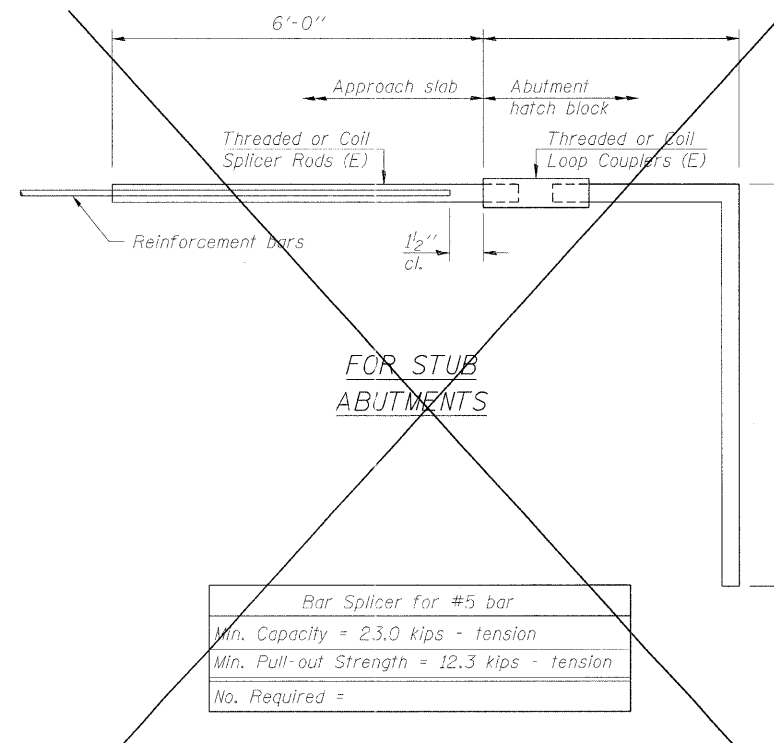 6'-0"
Approach slab
Abutment
hatch block
Threaded or Coil
Splicer Rods (E)
Threaded or Coil
Loop Couplers (E)
Reinforcement bars
1 1/2"
cl.
FOR STUB
ABUTMENTS
Bar Splicer for #5 bar
Min. Capacity = 23.0 kips - tension
Min. Pull-out Strength = 12.3 kips - tension
No. Required =